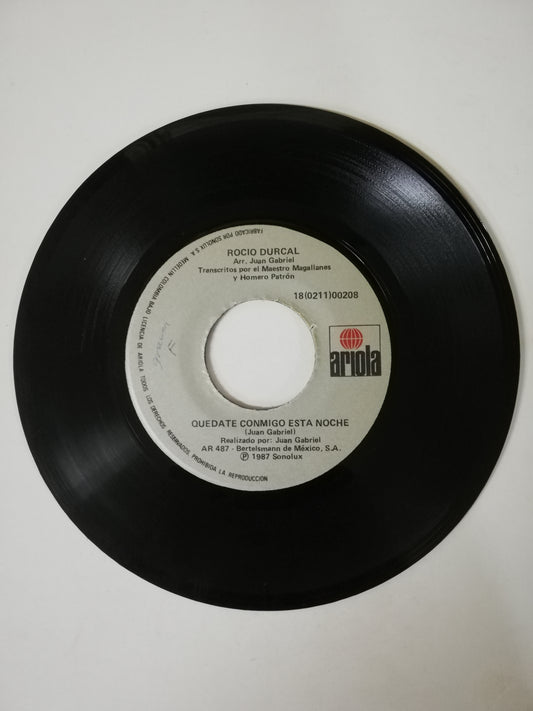 ROCIO DURCAL
Arr. Juan Gabriel
Transcritos por el Maestro Magallanes
y Homero Patrón
18(0211)00208
ariola
QUEDATE CONMIGO ESTA NOCHE
(Juan Gabriel)
Realizado por: Juan Gabriel
AR 487 - Bertelsmann de México, S.A.
Ⓟ 1987 Sonolux
FABRICADO POR SONOLUX S.A. MEDELLIN COLOMBIA BAJO LICENCIA DE ARIOLA. TODOS LOS DERECHOS RESERVADOS. PROHIBIDA LA REPRODUCCION